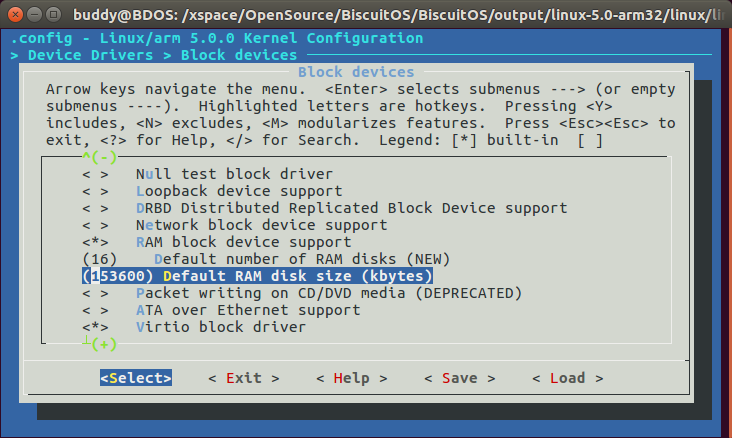 buddy@BDOS: /xspace/OpenSource/BiscuitOS/BiscuitOS/output/linux-5.0-arm32/linux/
.config - Linux/arm 5.0.0 Kernel Configuration
> Device Drivers > Block devices
Block devices
Arrow keys navigate the menu.  <Enter> selects submenus ---> (or empty
submenus ----).  Highlighted letters are hotkeys.  Pressing <Y>
includes, <N> excludes, <M> modularizes features.  Press <Esc><Esc> to
exit, <?> for Help, </> for Search.  Legend: [*] built-in  [ ]
^(-)
< >   Null test block driver
< >   Loopback device support
< >   DRBD Distributed Replicated Block Device support
< >   Network block device support
<*>   RAM block device support
(16)    Default number of RAM disks (NEW)
(153600) Default RAM disk size (kbytes)
< >   Packet writing on CD/DVD media (DEPRECATED)
< >   ATA over Ethernet support
<*>   Virtio block driver
(+)
<Select>    < Exit >    < Help >    < Save >    < Load >